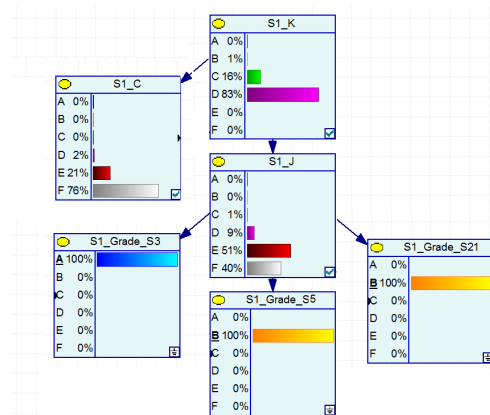 S1_K
A 0%
B 1%
C 16%
D 83%
E 0%
F 0%
S1_C
A 0%
B 0%
C 0%
D 2%
E 21%
F 76%
S1_J
A 0%
B 0%
C 1%
D 9%
E 51%
F 40%
S1_Grade_S3
A 100%
B 0%
C 0%
D 0%
E 0%
F 0%
S1_Grade_S5
A 0%
B 100%
C 0%
D 0%
E 0%
F 0%
S1_Grade_S21
A 0%
B 100%
C 0%
D 0%
E 0%
F 0%